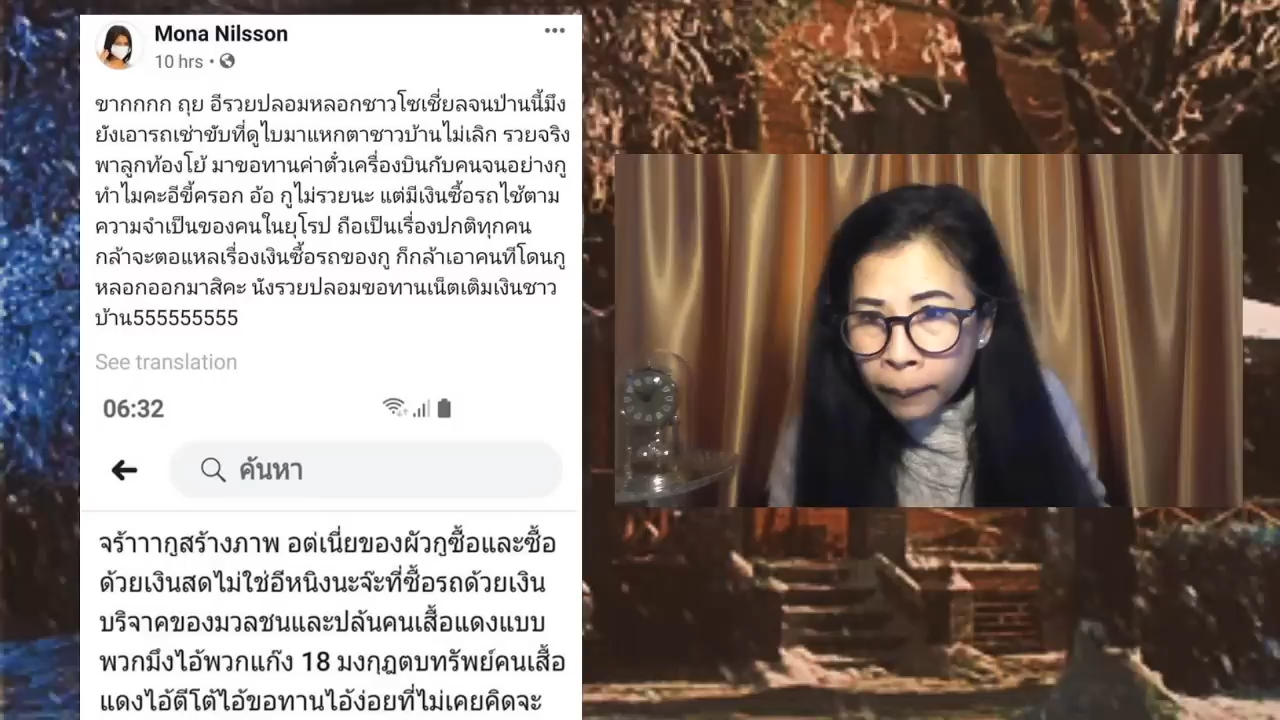 Mona Nilsson
10 hrs
ขากกกก ถุย อีรวยปลอมหลอกชาวโซเชี่ยลจนป่านนี้มึง
ยังเอารถเช่าขับที่ดูไบมาแหกตาชาวบ้านไม่เลิก รวยจริง
พาลูกท้องโย้ มาขอทานค่าตั๋วเครื่องบินกับคนจนอย่างกู
ทำไมคะอีขี้ครอก อ้อ กูไม่รวยนะ แต่มีเงินซื้อรถไช้ตาม
ความจำเป็นของคนในยุโรป ถือเป็นเรื่องปกติทุกคน
กล้าจะตอแหลเรื่องเงินซื้อรถของกู ก็กล้าเอาคนทีโดนกู
หลอกออกมาสิคะ นังรวยปลอมขอทานเน็ตเติมเงินชาว
บ้าน555555555
See translation
06:32
ค้นหา
จร้าาากูสร้างภาพ อต่เนี่ยของผัวกูซื้อและซื้อ
ด้วยเงินสดไม่ใช่อีหนิงนะจ๊ะที่ซื้อรถด้วยเงิน
บริจาคของมวลชนและปล้นคนเสื้อแดงแบบ
พวกมึงไอ้พวกแก๊ง 18 มงกุฎตบทรัพย์คนเสื้อ
แดงไอ้ตีโต้ไอ้ขอทานไอ้ง่อยที่ไม่เคยคิดจะ